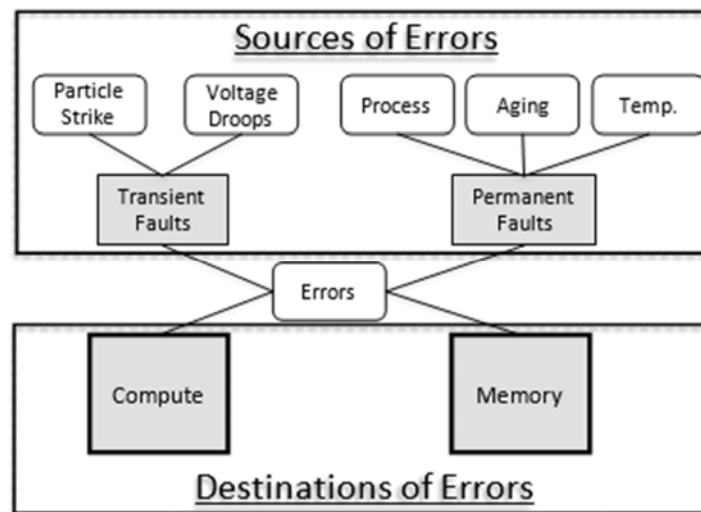 Sources of Errors
Particle
Strike
Voltage
Droops
Process
Aging
Temp.
Transient
Faults
Permanent
Faults
Errors
Compute
Memory
Destinations of Errors